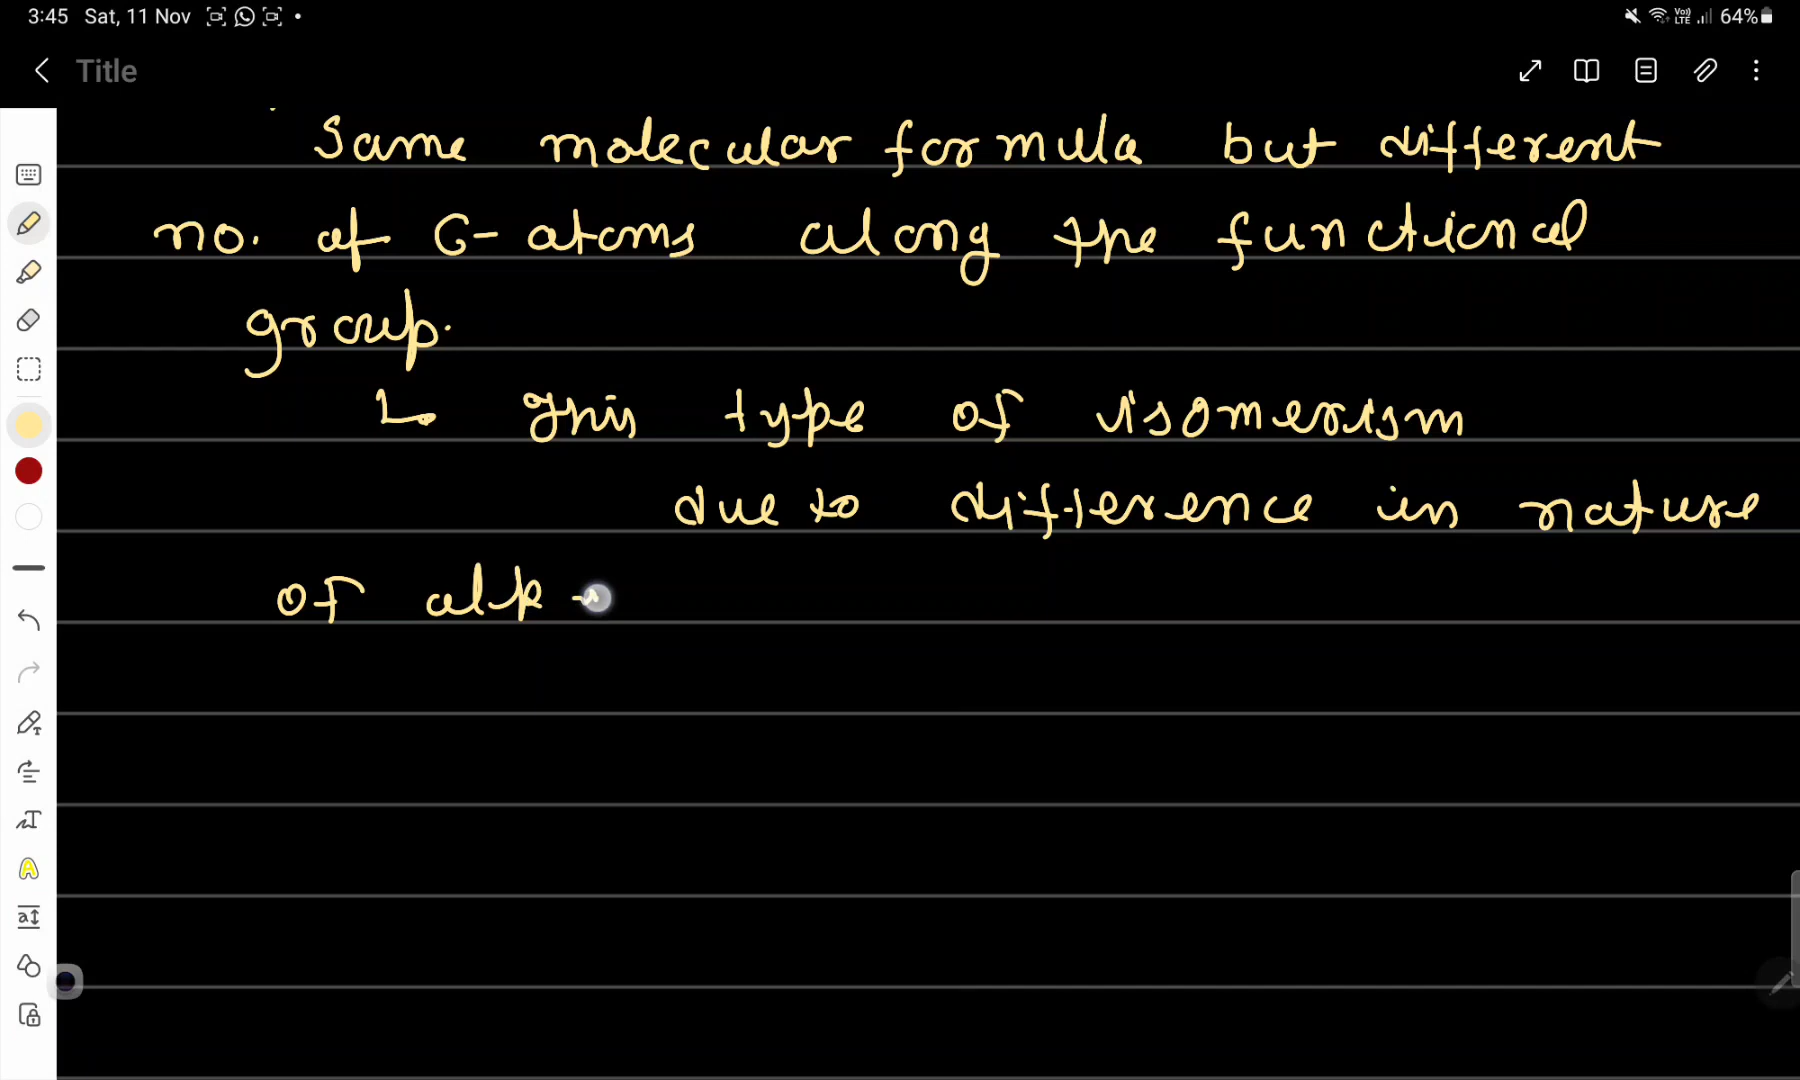 3:45 Sat, 11 Nov 64%
Title
Same molecular formula but different
no. of C- atoms along the functional
group.
↳ This type of isomerism
due to difference in nature
of alk